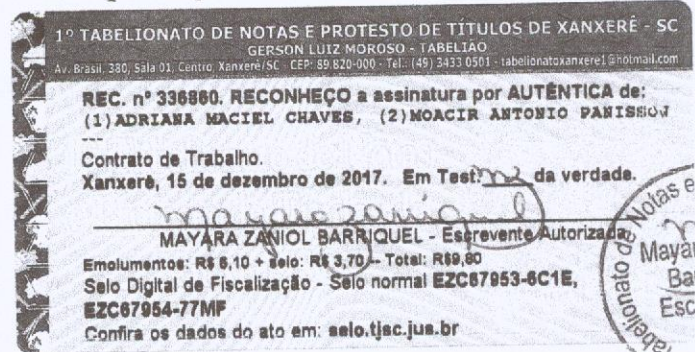 1º TABELIONATO DE NOTAS E PROTESTO DE TÍTULOS DE XANXERÊ - SC
GERSON LUIZ MOROSO - TABELIÃO
Av. Brasil, 380, Sala 01, Centro, Xanxerê/SC - CEP: 89.820-000 - Tel.: (49) 3433 0501 - tabelionatoxanxere1@hotmail.com
REC. nº 336860. RECONHEÇO a assinatura por AUTÊNTICA de:
(1)ADRIANA MACIEL CHAVES, (2)MOACIR ANTONIO PANISSON
---
Contrato de Trabalho.
Xanxerê, 15 de dezembro de 2017. Em Test. da verdade.
MAYARA ZANIOL BARRIQUEL - Escrevente Autorizada
Emolumentos: R$ 6,10 + selo: R$ 3,70 - Total: R$9,80
Selo Digital de Fiscalização - Selo normal EZC67953-6C1E,
EZC67954-77MF
Confira os dados do ato em: selo.tjsc.jus.br
Notas e
Mayar
Ba
Esc
Tabelionato de